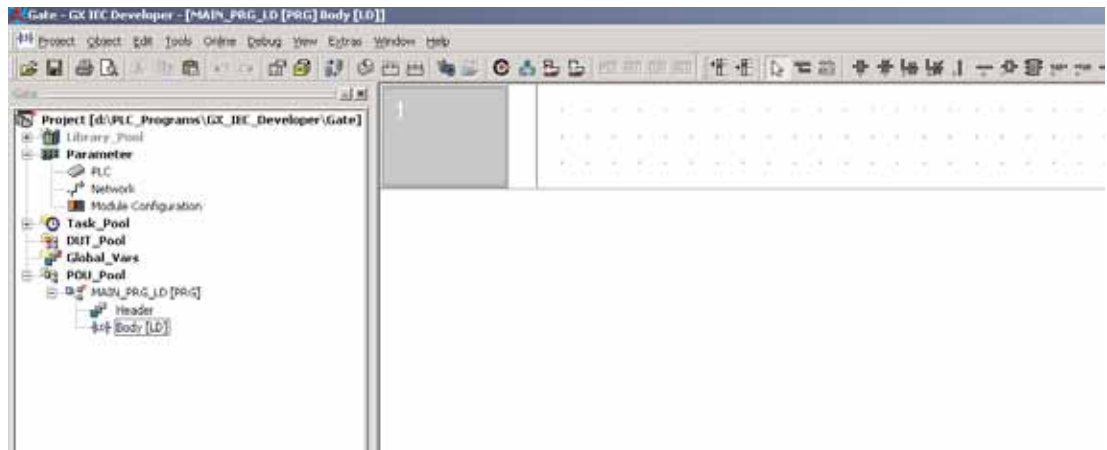 Gate - GX IEC Developer - [MAIN_PRG_LD [PRG] Body [LD]]
Project Object Edit Tools Online Debug View Extras Window Help
Gate
1
Project [d:\PLC_Programs\GX_IEC_Developer\Gate]
Library_Pool
Parameter
PLC
Network
Module Configuration
Task_Pool
DUT_Pool
Global_Vars
POU_Pool
MAIN_PRG_LD [PRG]
Header
Body [LD]